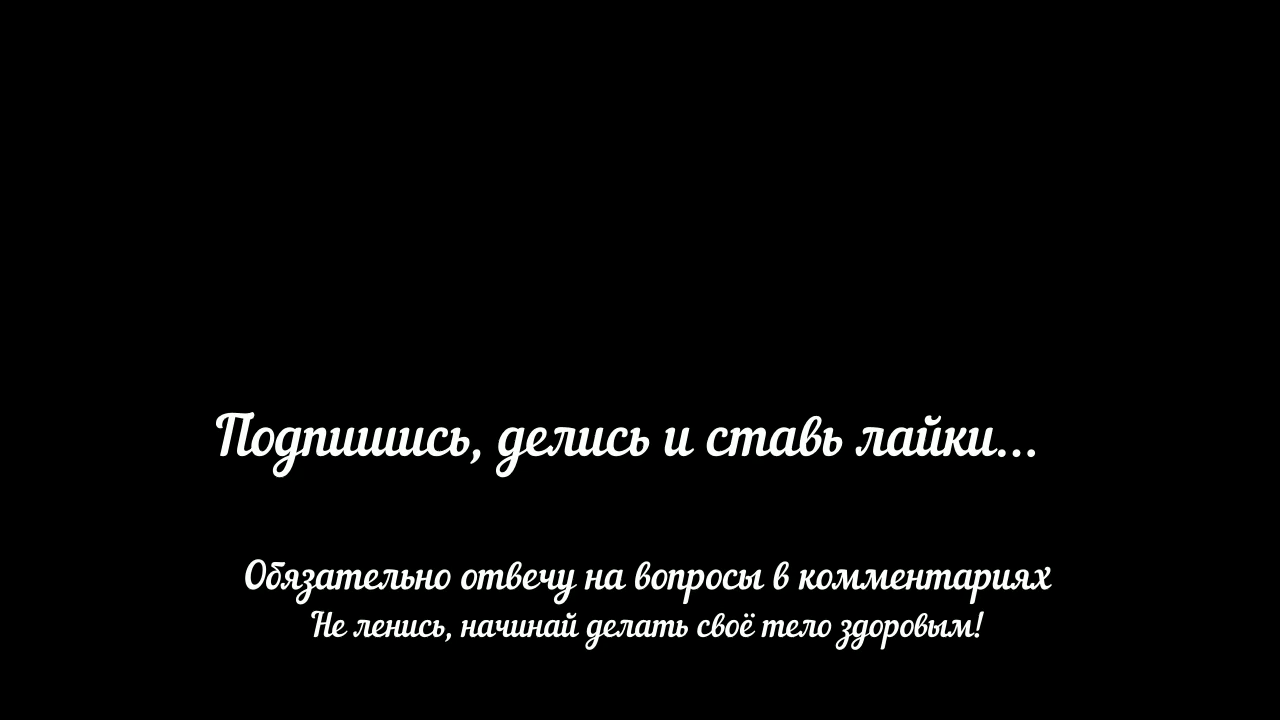 Подпишись, делись и ставь лайки...
Обязательно отвечу на вопросы в комментариях
Не ленись, начинай делать своё тело здоровым!